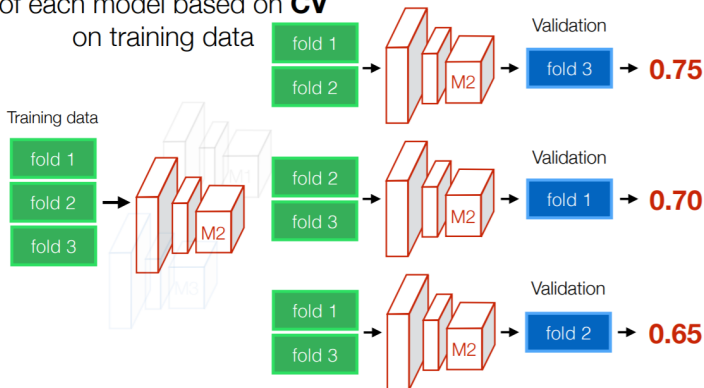 of each model based on CV
on training data
Training data
fold 1
fold 2
fold 3
M1
M2
M3
fold 1
fold 2
M2
Validation
fold 3
0.75
fold 2
fold 3
M2
Validation
fold 1
0.70
fold 1
fold 3
M2
Validation
fold 2
0.65